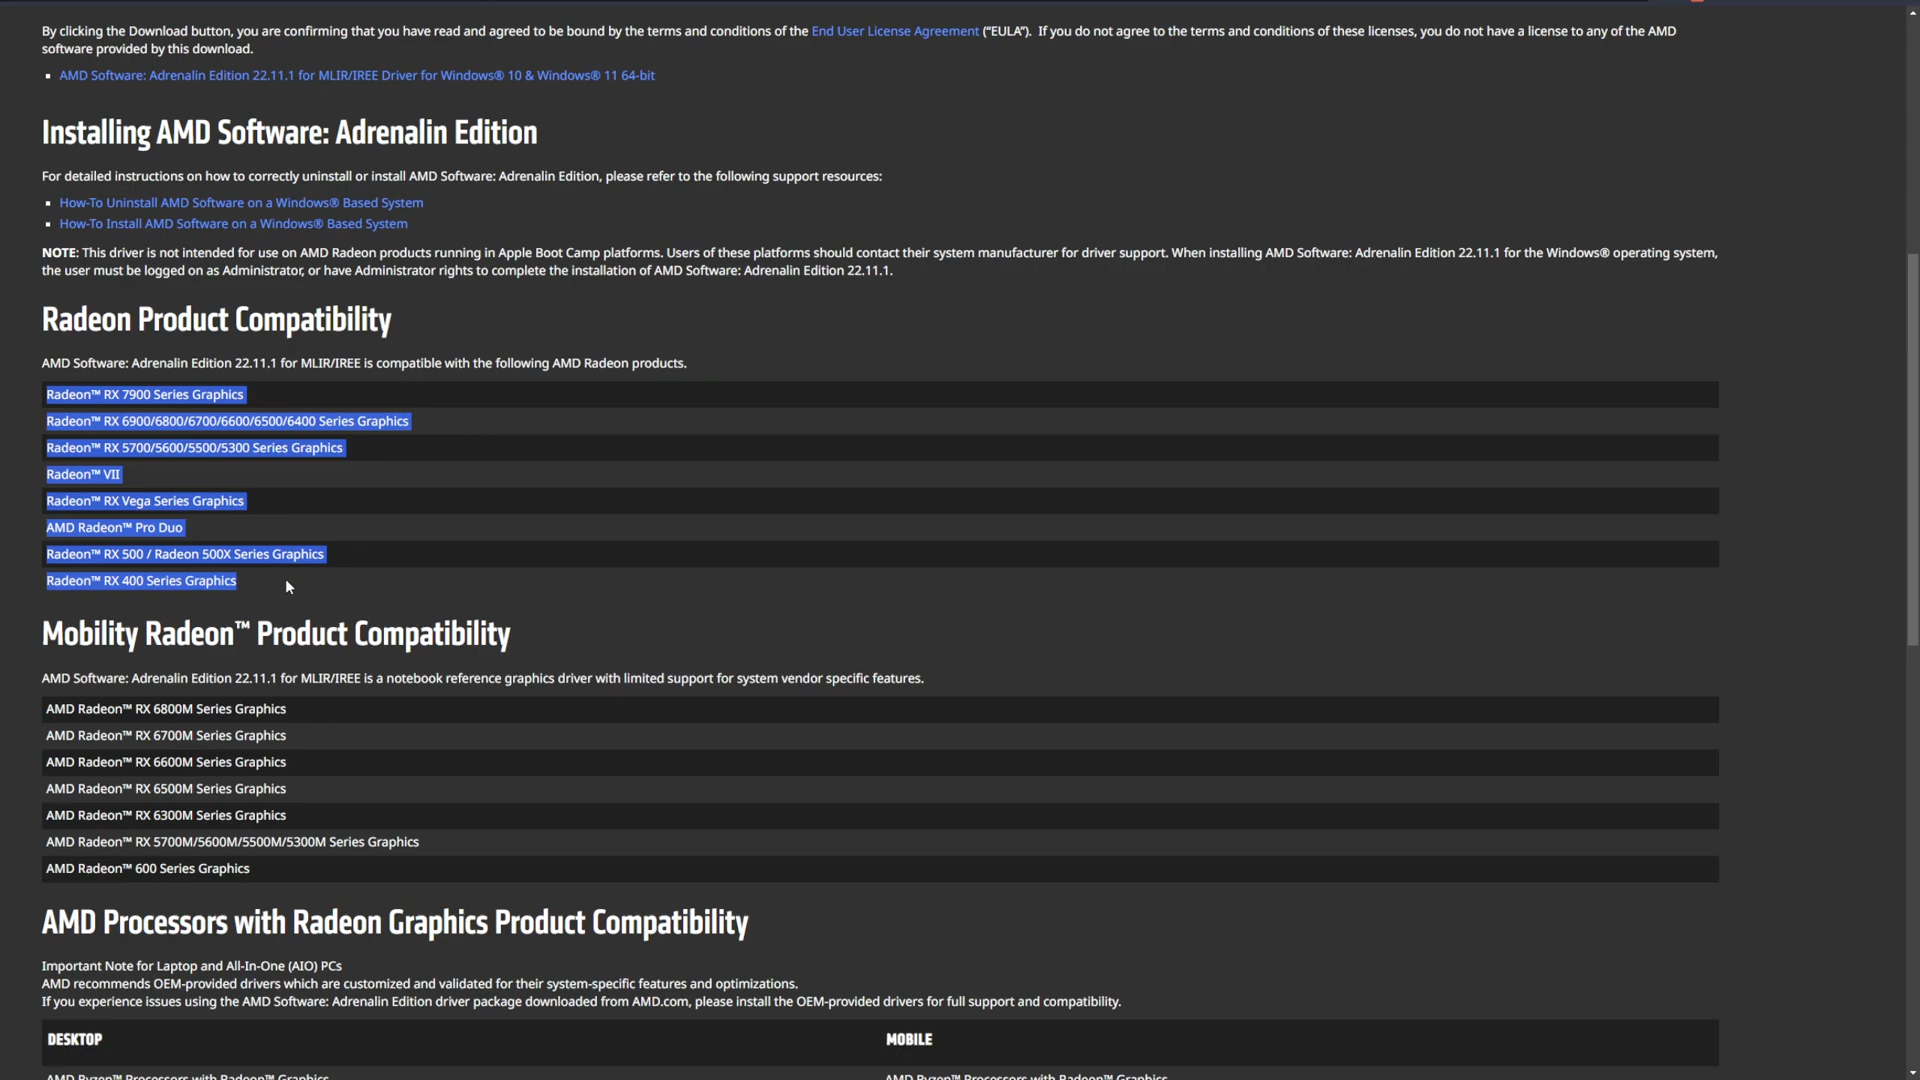 By clicking the Download button, you are confirming that you have read and agreed to be bound by the terms and conditions of the End User License Agreement (“EULA”).  If you do not agree to the terms and conditions of these licenses, you do not have a license to any of the AMD
software provided by this download.
▪ AMD Software: Adrenalin Edition 22.11.1 for MLIR/IREE Driver for Windows® 10 & Windows® 11 64-bit
Installing AMD Software: Adrenalin Edition
For detailed instructions on how to correctly uninstall or install AMD Software: Adrenalin Edition, please refer to the following support resources:
▪ How-To Uninstall AMD Software on a Windows® Based System
▪ How-To Install AMD Software on a Windows® Based System
NOTE: This driver is not intended for use on AMD Radeon products running in Apple Boot Camp platforms. Users of these platforms should contact their system manufacturer for driver support. When installing AMD Software: Adrenalin Edition 22.11.1 for the Windows® operating system,
the user must be logged on as Administrator, or have Administrator rights to complete the installation of AMD Software: Adrenalin Edition 22.11.1.
Radeon Product Compatibility
AMD Software: Adrenalin Edition 22.11.1 for MLIR/IREE is compatible with the following AMD Radeon products.
Radeon™ RX 7900 Series Graphics
Radeon™ RX 6900/6800/6700/6600/6500/6400 Series Graphics
Radeon™ RX 5700/5600/5500/5300 Series Graphics
Radeon™ VII
Radeon™ RX Vega Series Graphics
AMD Radeon™ Pro Duo
Radeon™ RX 500 / Radeon 500X Series Graphics
Radeon™ RX 400 Series Graphics
Mobility Radeon™ Product Compatibility
AMD Software: Adrenalin Edition 22.11.1 for MLIR/IREE is a notebook reference graphics driver with limited support for system vendor specific features.
AMD Radeon™ RX 6800M Series Graphics
AMD Radeon™ RX 6700M Series Graphics
AMD Radeon™ RX 6600M Series Graphics
AMD Radeon™ RX 6500M Series Graphics
AMD Radeon™ RX 6300M Series Graphics
AMD Radeon™ RX 5700M/5600M/5500M/5300M Series Graphics
AMD Radeon™ 600 Series Graphics
AMD Processors with Radeon Graphics Product Compatibility
Important Note for Laptop and All-In-One (AIO) PCs
AMD recommends OEM-provided drivers which are customized and validated for their system-specific features and optimizations.
If you experience issues using the AMD Software: Adrenalin Edition driver package downloaded from AMD.com, please install the OEM-provided drivers for full support and compatibility.
DESKTOP MOBILE
AMD Ryzen™ Processors with Radeon™ Graphics AMD Ryzen™ Processors with Radeon™ Graphics